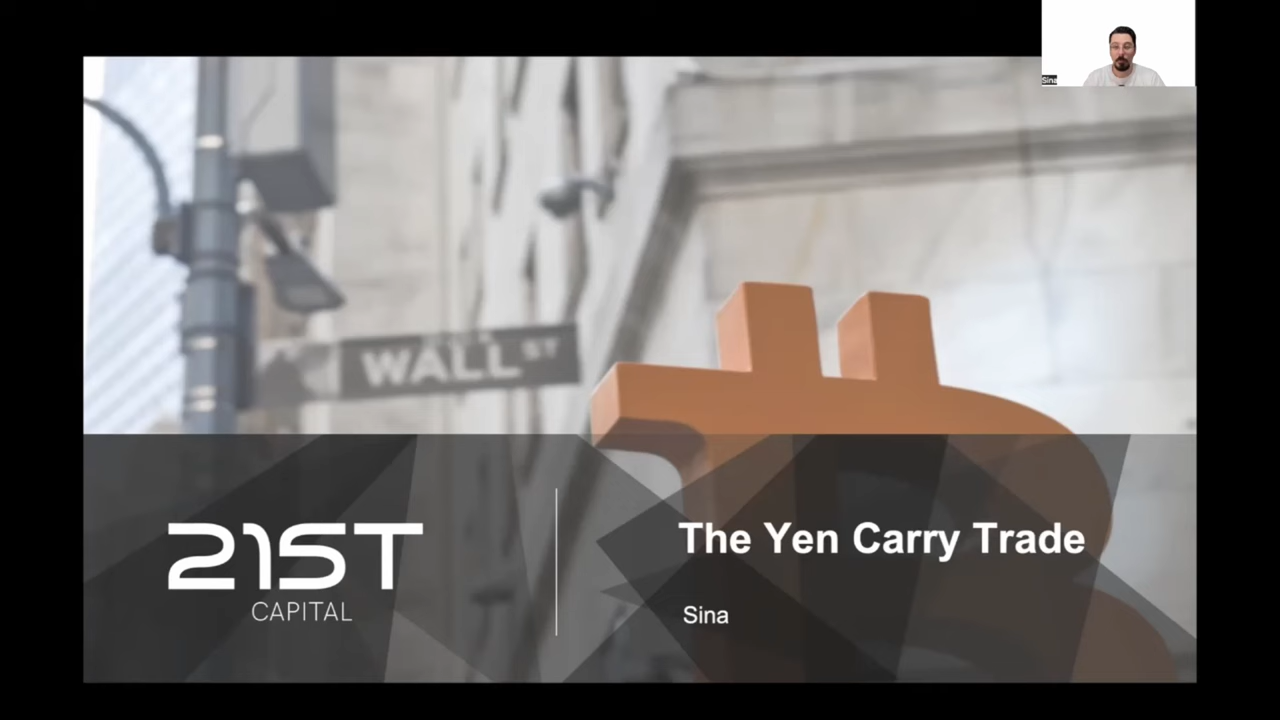 Sina
WALL ST
21ST
CAPITAL
The Yen Carry Trade
Sina